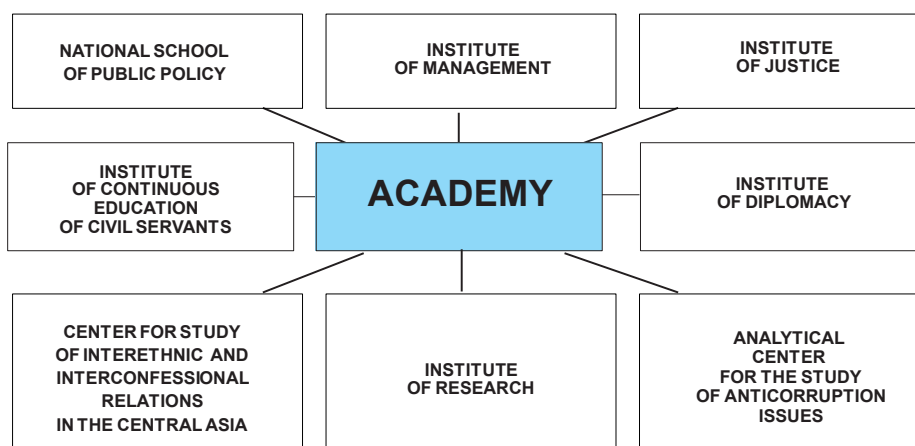 NATIONAL SCHOOL
OF PUBLIC POLICY
INSTITUTE
OF MANAGEMENT
INSTITUTE
OF JUSTICE
INSTITUTE
OF CONTINUOUS
EDUCATION
OF CIVIL SERVANTS
ACADEMY
INSTITUTE
OF DIPLOMACY
CENTER FOR STUDY
OF INTERETHNIC AND
INTERCONFESSIONAL
RELATIONS
IN THE CENTRAL ASIA
INSTITUTE
OF RESEARCH
ANALYTICAL
CENTER
FOR THE STUDY
OF ANTICORRUPTION
ISSUES